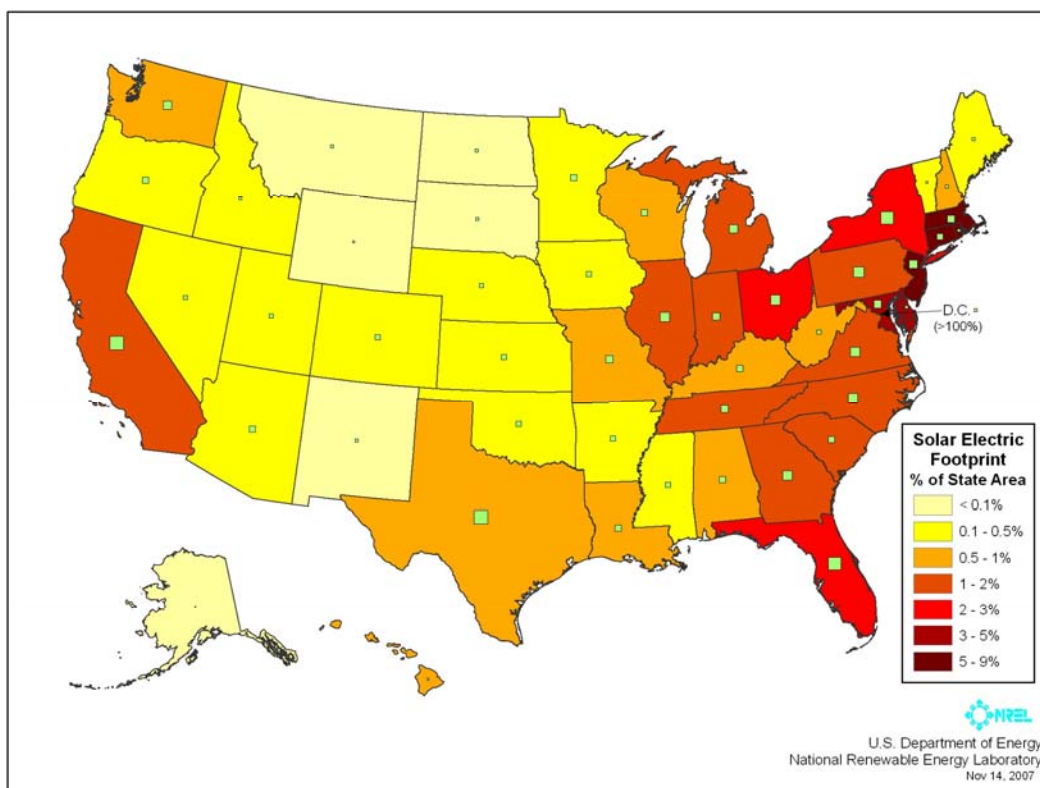 D.C.
(>100%)
Solar Electric
Footprint
% of State Area
< 0.1%
0.1 - 0.5%
0.5 - 1%
1 - 2%
2 - 3%
3 - 5%
5 - 9%
NREL
U.S. Department of Energy
National Renewable Energy Laboratory
Nov 14, 2007